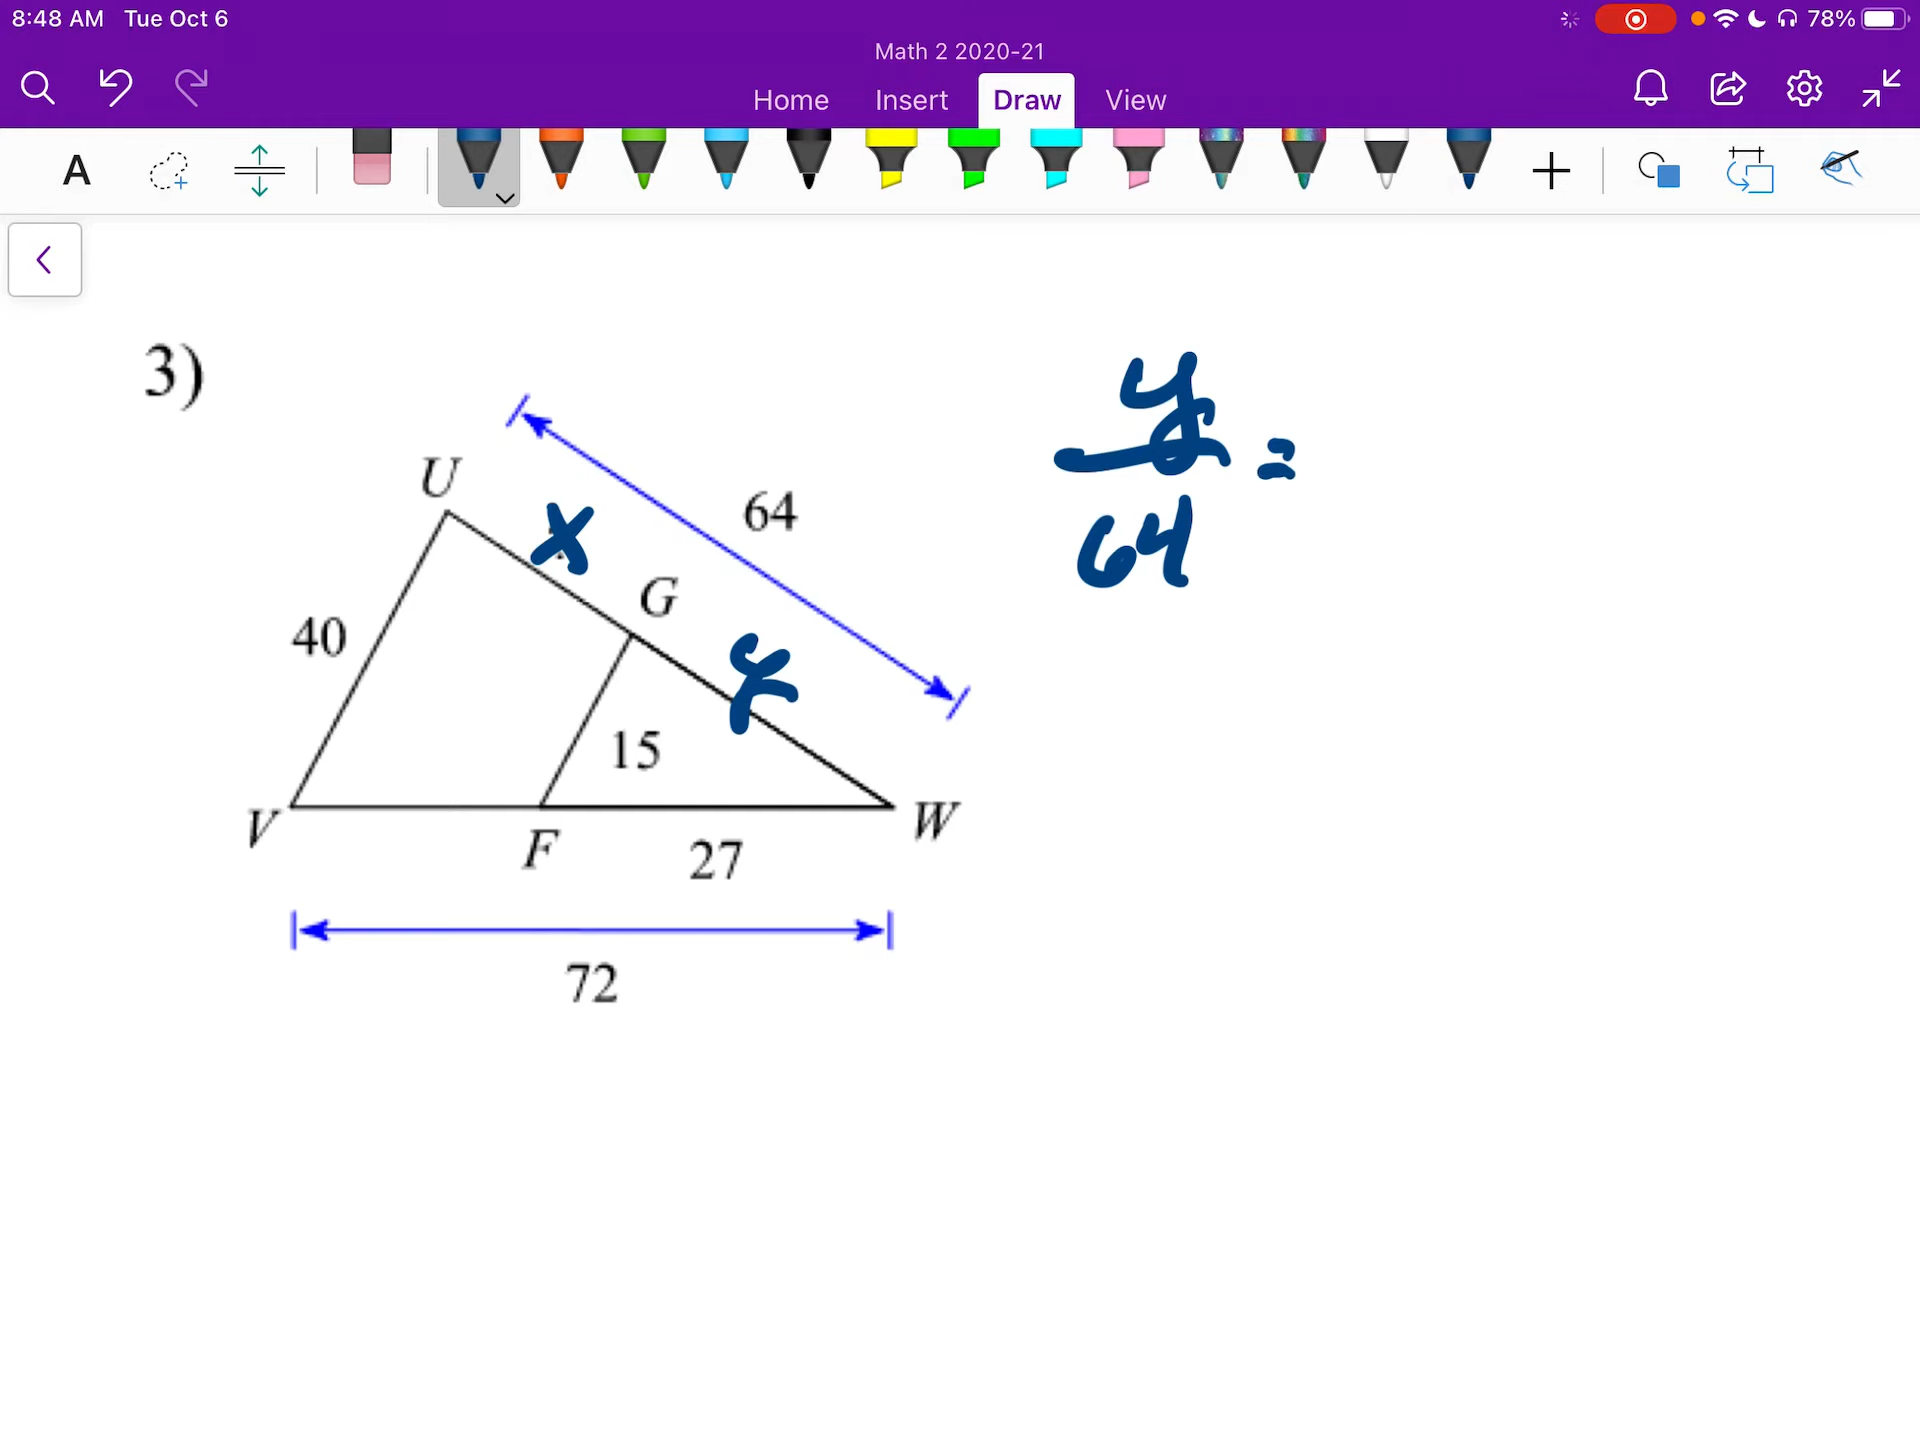 8:48 AM Tue Oct 6
78%
Math 2 2020-21
Home Insert Draw View
A
3)
y
=
64
U
x
64
G
40
y
15
V
F
27
W
72